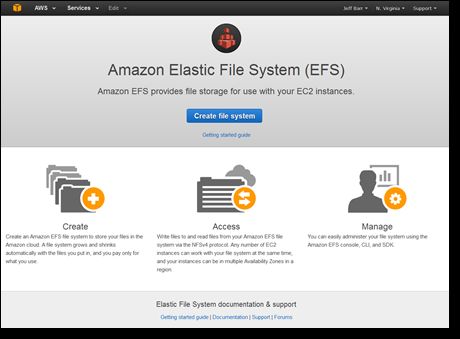 AWS Services Edit Jeff Barr N. Virginia Support
Amazon Elastic File System (EFS)
Amazon EFS provides file storage for use with your EC2 instances.
Create file system
Getting started guide
Create
Create an Amazon EFS file system to store your files in the
Amazon cloud. A file system grows and shrinks
automatically with the files you put in, and you pay only for
what you use.
Access
Write files to and read files from your Amazon EFS file
system via the NFSv4 protocol. Any number of EC2
instances can work with your file system at the same time,
and your instances can be in multiple Availability Zones in a
region.
Manage
You can easily administer your file system using the
Amazon EFS console, CLI, and SDK.
Elastic File System documentation & support
Getting started guide | Documentation | Support | Forums